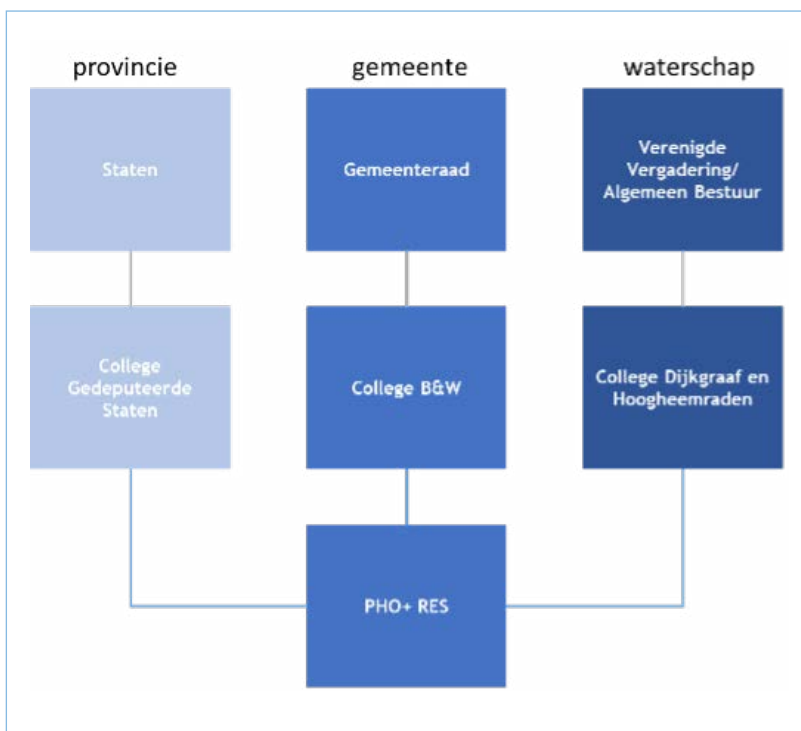 provincie
gemeente
waterschap
Staten
Gemeenteraad
Verenigde
Vergadering/
Algemeen Bestuur
College
Gedeputeerde
Staten
College B&W
College Dijkgraaf en
Hoogheemraden
PHO+ RES